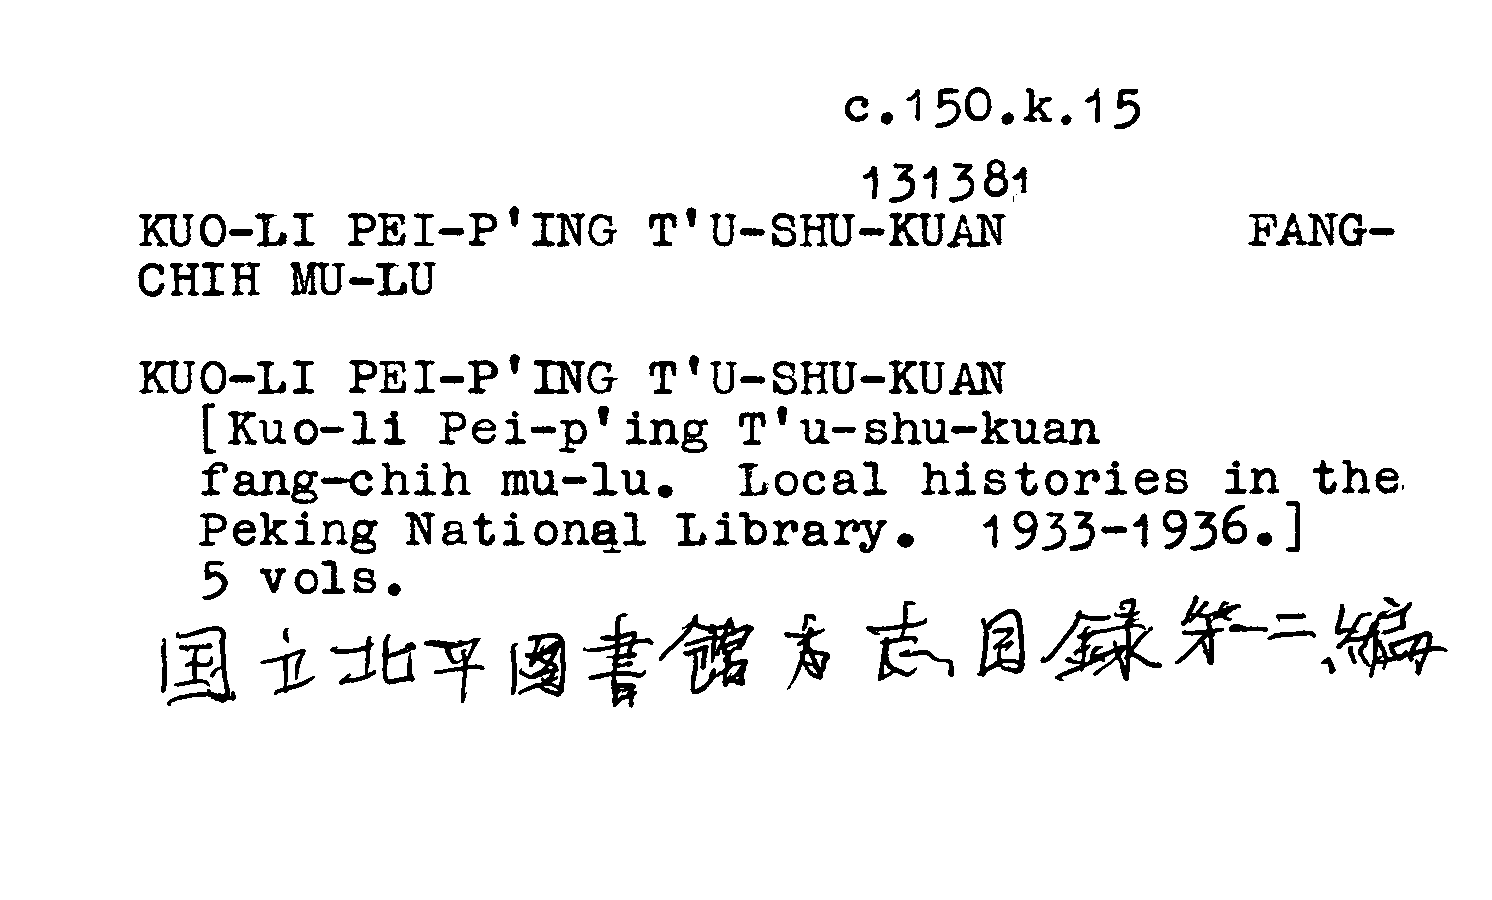 c.150.k.15
131381
KUO-LI PEI-P'ING T'U-SHU-KUAN FANG-
CHIH MU-LU
KUO-LI PEI-P'ING T'U-SHU-KUAN
[Kuo-li Pei-p'ing T'u-shu-kuan
fang-chih mu-lu. Local histories in the
Peking National Library. 1933-1936.]
5 vols.
国立北平圖書館方志目録第一二編